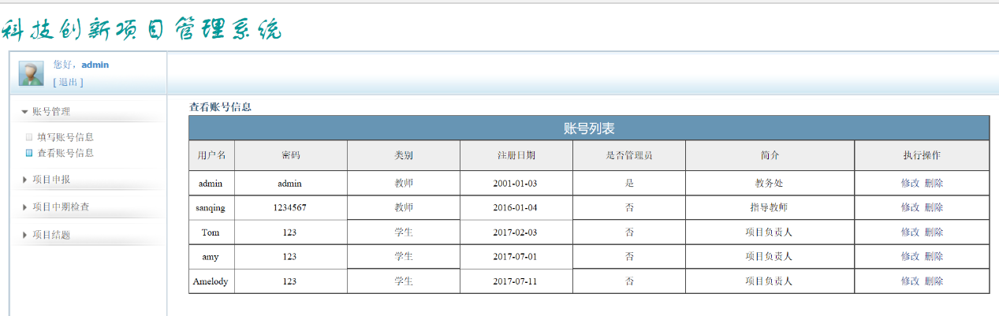 科技创新项目管理系统
您好，admin
[ 退出 ]
账号管理
填写账号信息
查看账号信息
项目申报
项目中期检查
项目结题
查看账号信息
账号列表
用户名 密码 类别 注册日期 是否管理员 简介 执行操作
admin admin 教师 2001-01-03 是 教务处 修改 删除
sanqing 1234567 教师 2016-01-04 否 指导教师 修改 删除
Tom 123 学生 2017-02-03 否 项目负责人 修改 删除
amy 123 学生 2017-07-01 否 项目负责人 修改 删除
Amelody 123 学生 2017-07-11 否 项目负责人 修改 删除